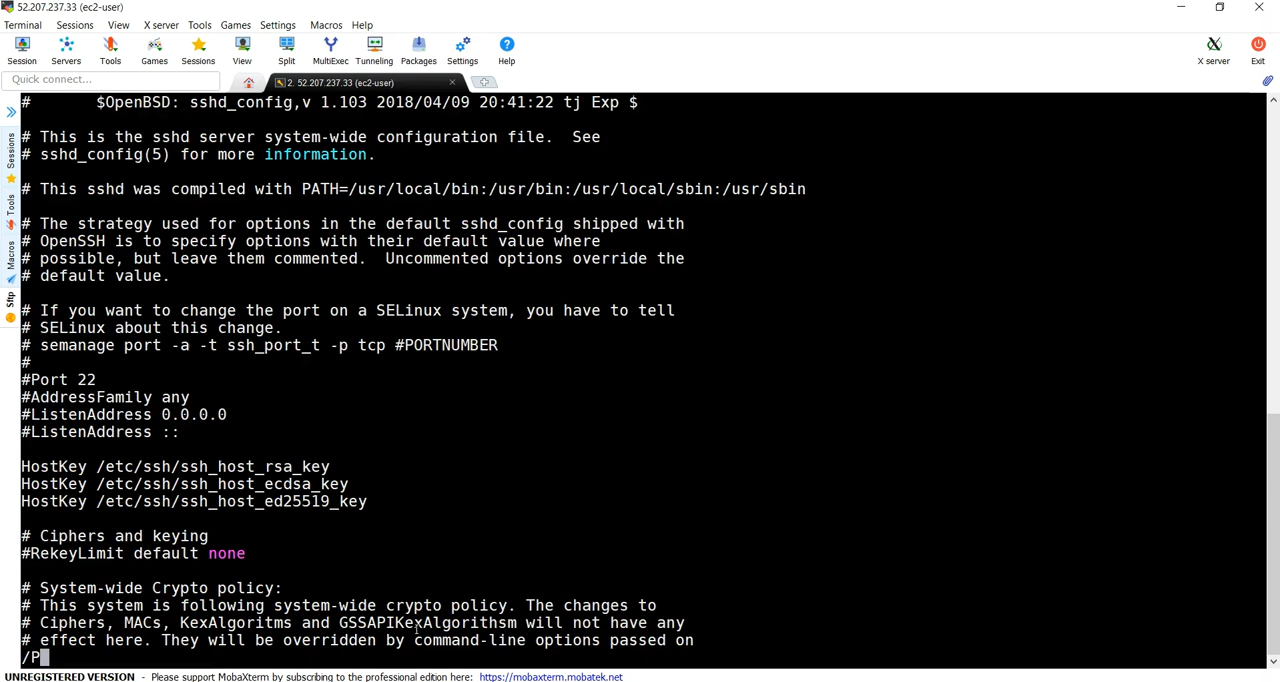 52.207.237.33 (ec2-user)
Terminal Sessions View X server Tools Games Settings Macros Help
Session Servers Tools Games Sessions View Split MultiExec Tunneling Packages Settings Help X server Exit
Quick connect... 2. 52.207.237.33 (ec2-user)
Sessions
Tools
Macros
Sftp
#       $OpenBSD: sshd_config,v 1.103 2018/04/09 20:41:22 tj Exp $
# This is the sshd server system-wide configuration file.  See
# sshd_config(5) for more information.
# This sshd was compiled with PATH=/usr/local/bin:/usr/bin:/usr/local/sbin:/usr/sbin
# The strategy used for options in the default sshd_config shipped with
# OpenSSH is to specify options with their default value where
# possible, but leave them commented.  Uncommented options override the
# default value.
# If you want to change the port on a SELinux system, you have to tell
# SELinux about this change.
# semanage port -a -t ssh_port_t -p tcp #PORTNUMBER
#
#Port 22
#AddressFamily any
#ListenAddress 0.0.0.0
#ListenAddress ::
HostKey /etc/ssh/ssh_host_rsa_key
HostKey /etc/ssh/ssh_host_ecdsa_key
HostKey /etc/ssh/ssh_host_ed25519_key
# Ciphers and keying
#RekeyLimit default none
# System-wide Crypto policy:
# This system is following system-wide crypto policy. The changes to
# Ciphers, MACs, KexAlgoritms and GSSAPIKexAlgorithsm will not have any
# effect here. They will be overridden by command-line options passed on
/P
UNREGISTERED VERSION - Please support MobaXterm by subscribing to the professional edition here: https://mobaxterm.mobatek.net